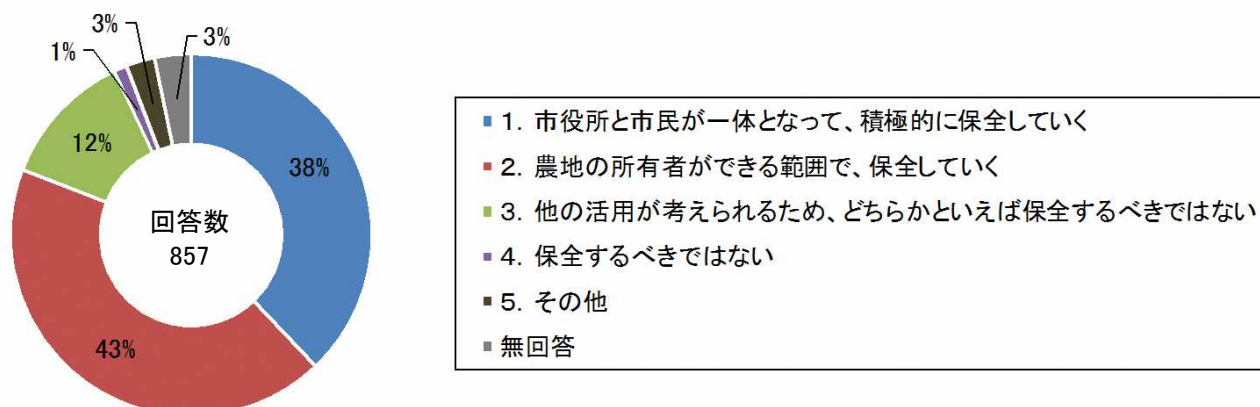 3%
3%
1%
12%
38%
回答数
857
43%
1. 市役所と市民が一体となって、積極的に保全していく
2. 農地の所有者ができる範囲で、保全していく
3. 他の活用が考えられるため、どちらかといえば保全するべきではない
4. 保全するべきではない
5. その他
無回答